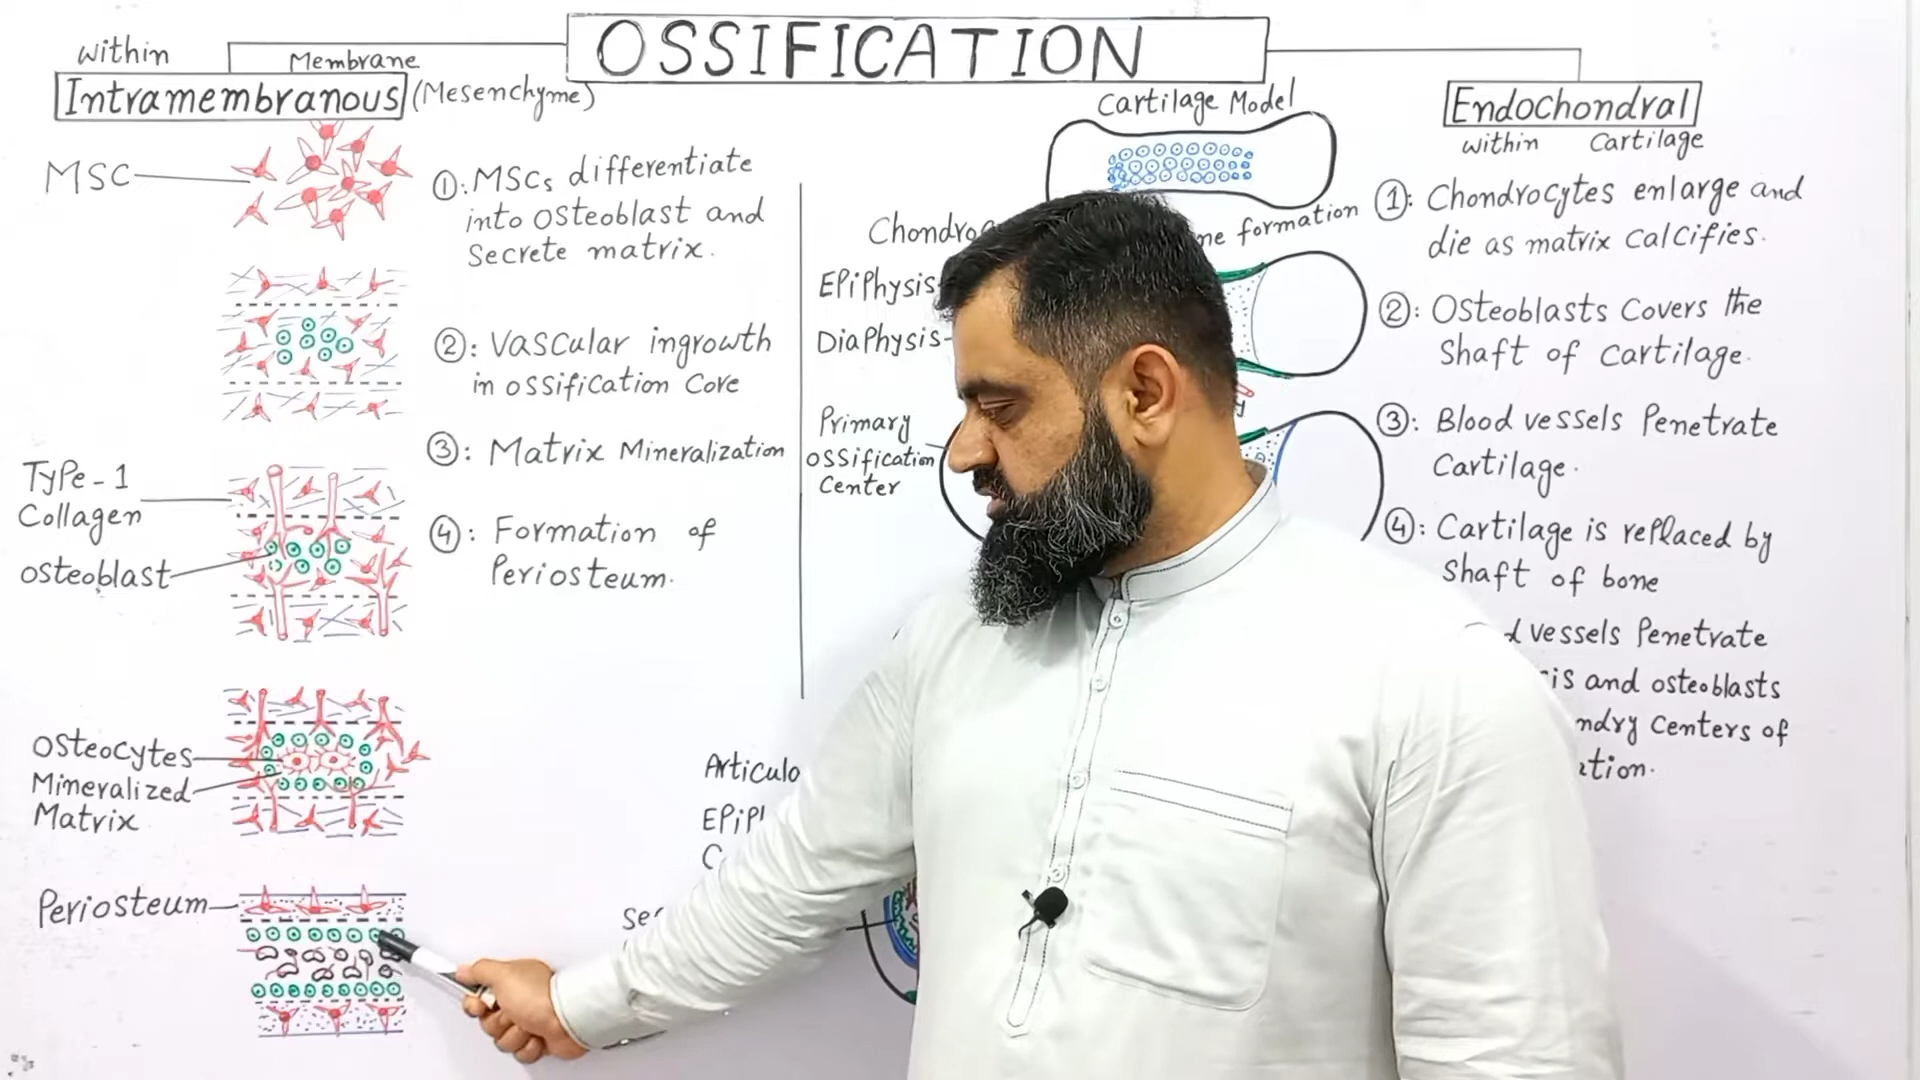 OSSIFICATION
within
Membrane
Intramembranous (Mesenchyme)
MSC
①: MSCs differentiate
into osteoblast and
Secrete matrix.
②: Vascular ingrowth
in ossification Core
③: Matrix Mineralization
④: Formation of
Periosteum.
Type-1
Collagen
osteoblast
Osteocytes
Mineralized
Matrix
Periosteum
Cartilage Model
formation
Epiphysis
Diaphysis
Primary
ossification
Center
Endochondral
within Cartilage
①: Chondrocytes enlarge and
die as matrix Calcifies.
②: Osteoblasts Covers the
Shaft of Cartilage.
③: Blood vessels Penetrate
Cartilage.
④: Cartilage is replaced by
Shaft of bone
vessels Penetrate
and osteoblasts
Centers of